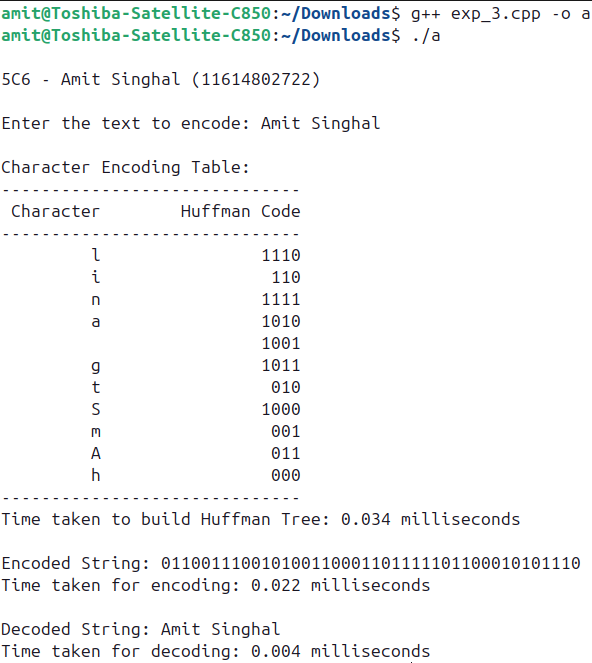 amit@Toshiba-Satellite-C850:~/Downloads$ g++ exp_3.cpp -o a
amit@Toshiba-Satellite-C850:~/Downloads$ ./a
5C6 - Amit Singhal (11614802722)
Enter the text to encode: Amit Singhal
Character Encoding Table:
------------------------------
Character Huffman Code
------------------------------
l 1110
i 110
n 1111
a 1010
1001
g 1011
t 010
S 1000
m 001
A 011
h 000
------------------------------
Time taken to build Huffman Tree: 0.034 milliseconds
Encoded String: 011001110010100110001101111101100010101110
Time taken for encoding: 0.022 milliseconds
Decoded String: Amit Singhal
Time taken for decoding: 0.004 milliseconds